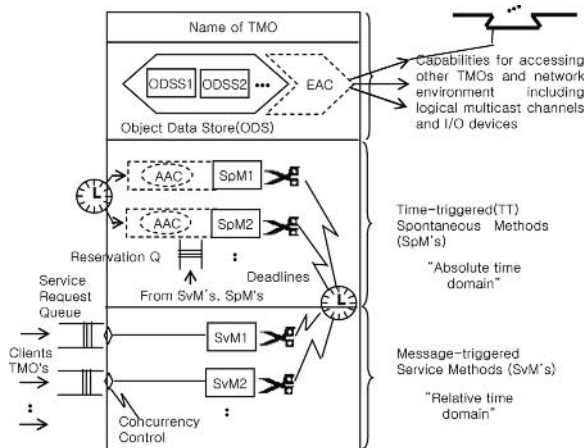 Name of TMO
ODSS1 ODSS2 ••• EAC
Object Data Store(ODS)
Capabilities for accessing
other TMOs and network
environment including
logical multicast channels
and I/O devices
AAC SpM1
AAC SpM2
Reservation Q
From SvM's, SpM's
Deadlines
Time-triggered(TT)
Spontaneous Methods
(SpM's)
"Absolute time
domain"
Service
Request
Queue
Clients
TMO's
SvM1
SvM2
Concurrency
Control
Message-triggered
Service Methods (SvM's)
"Relative time
domain"